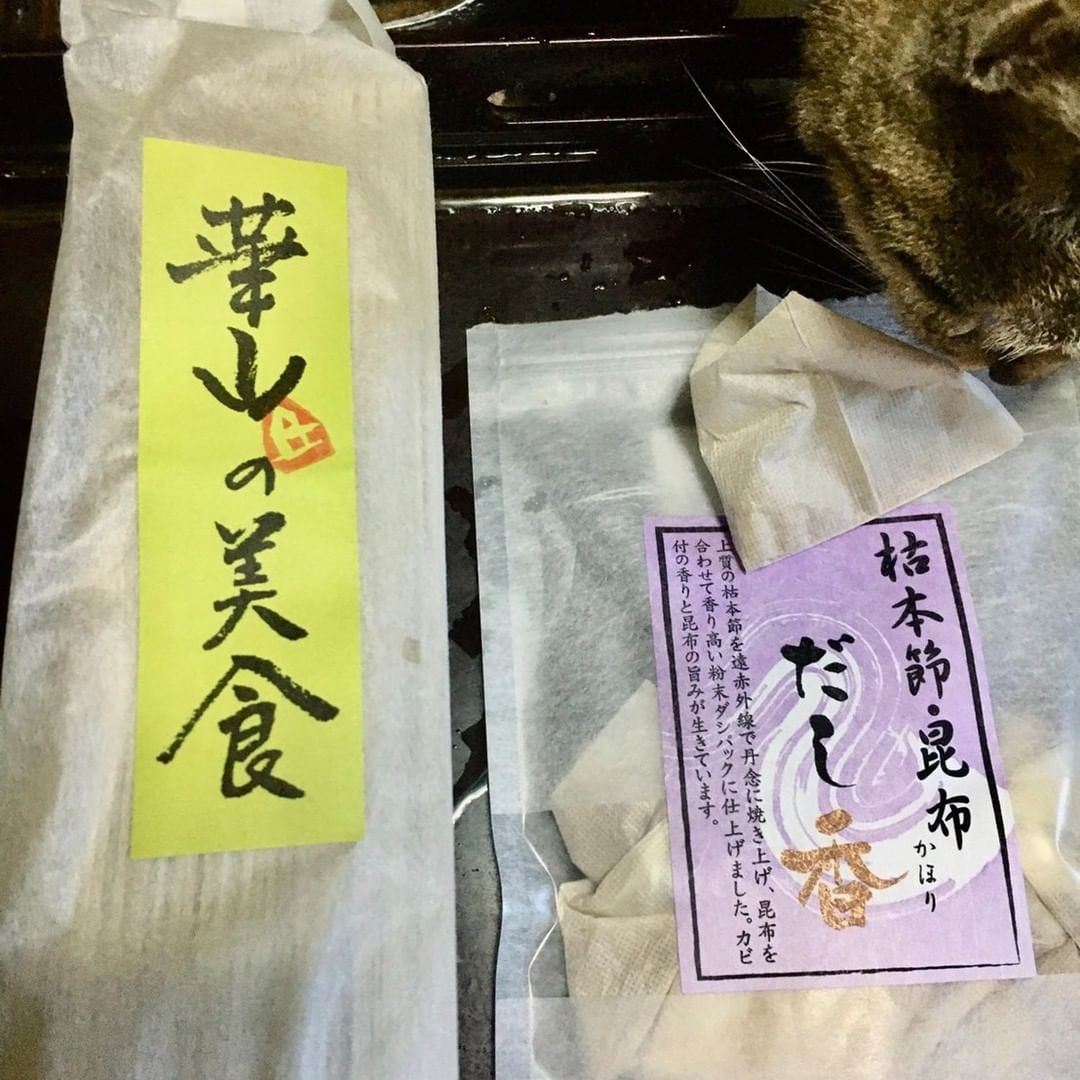 華山の美食
枯本節・昆布
かほり
だし香
上質の枯本節を遠赤外線で丹念に焼き上げ、昆布を
合わせて香り高い粉末ダシパックに仕上げました。カビ
付の香りと昆布の旨みが生きています。